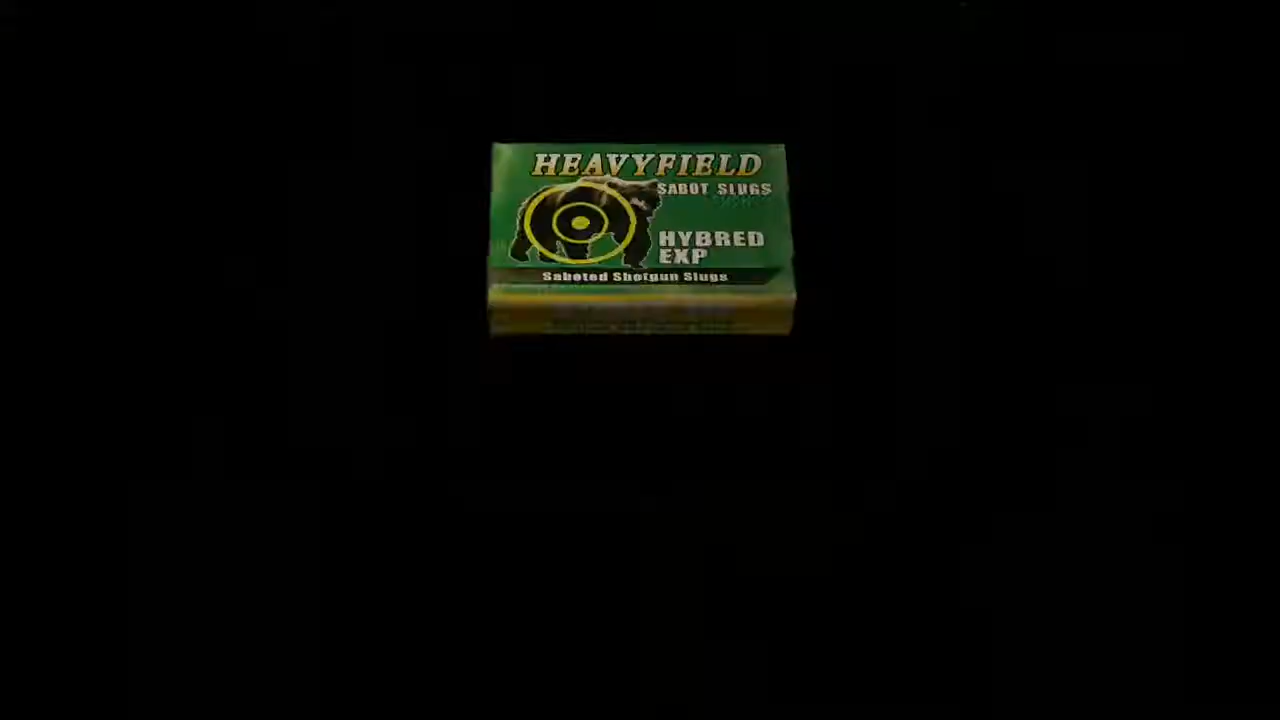 HEAVYFIELD
SABOT SLUGS
HYBRED
EXP
Saboted Shotgun Slugs